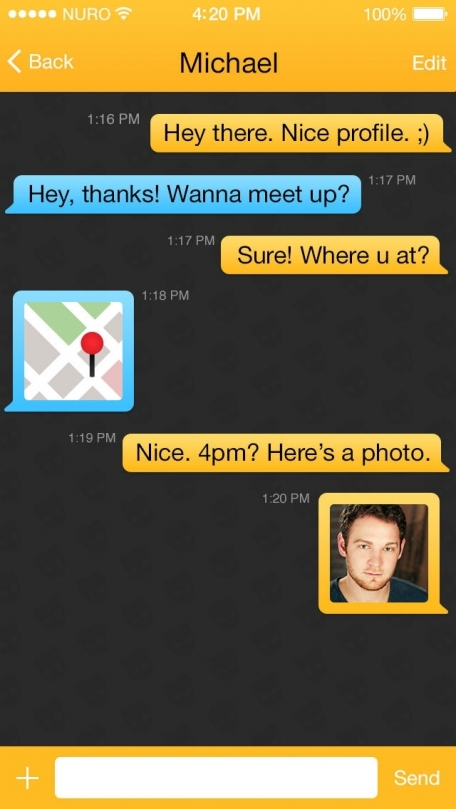 NURO 4:20 PM 100%
Back Michael Edit
1:16 PM Hey there. Nice profile. ;)
Hey, thanks! Wanna meet up? 1:17 PM
1:17 PM Sure! Where u at?
1:18 PM
1:19 PM Nice. 4pm? Here's a photo.
1:20 PM
Send